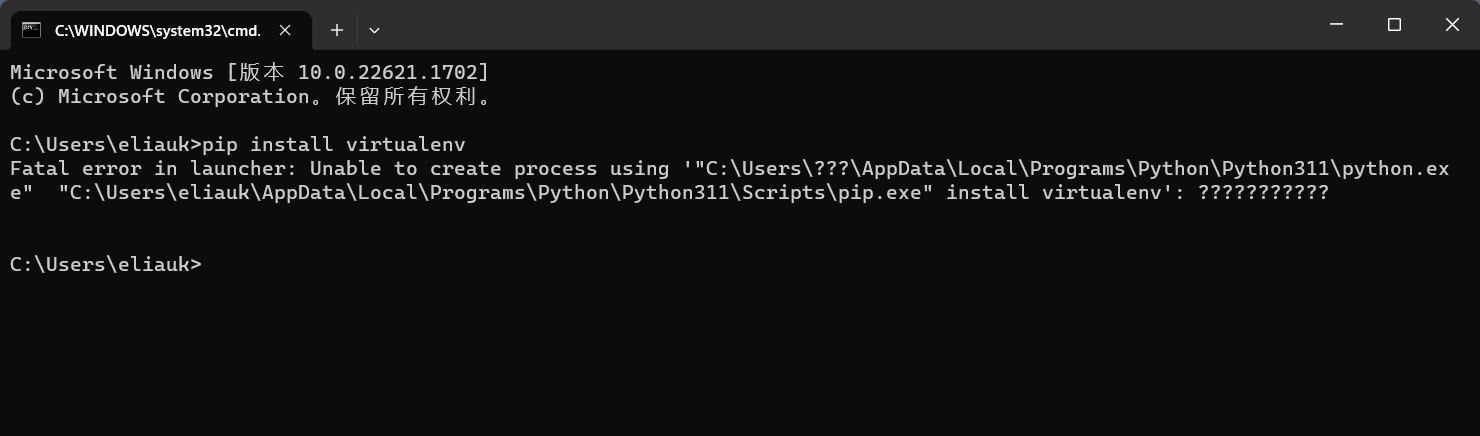 C:\WINDOWS\system32\cmd.
Microsoft Windows [版本 10.0.22621.1702]
(c) Microsoft Corporation。保留所有权利。
C:\Users\eliauk>pip install virtualenv
Fatal error in launcher: Unable to create process using '"C:\Users\???\AppData\Local\Programs\Python\Python311\python.ex
e"  "C:\Users\eliauk\AppData\Local\Programs\Python\Python311\Scripts\pip.exe" install virtualenv': ???????????
C:\Users\eliauk>